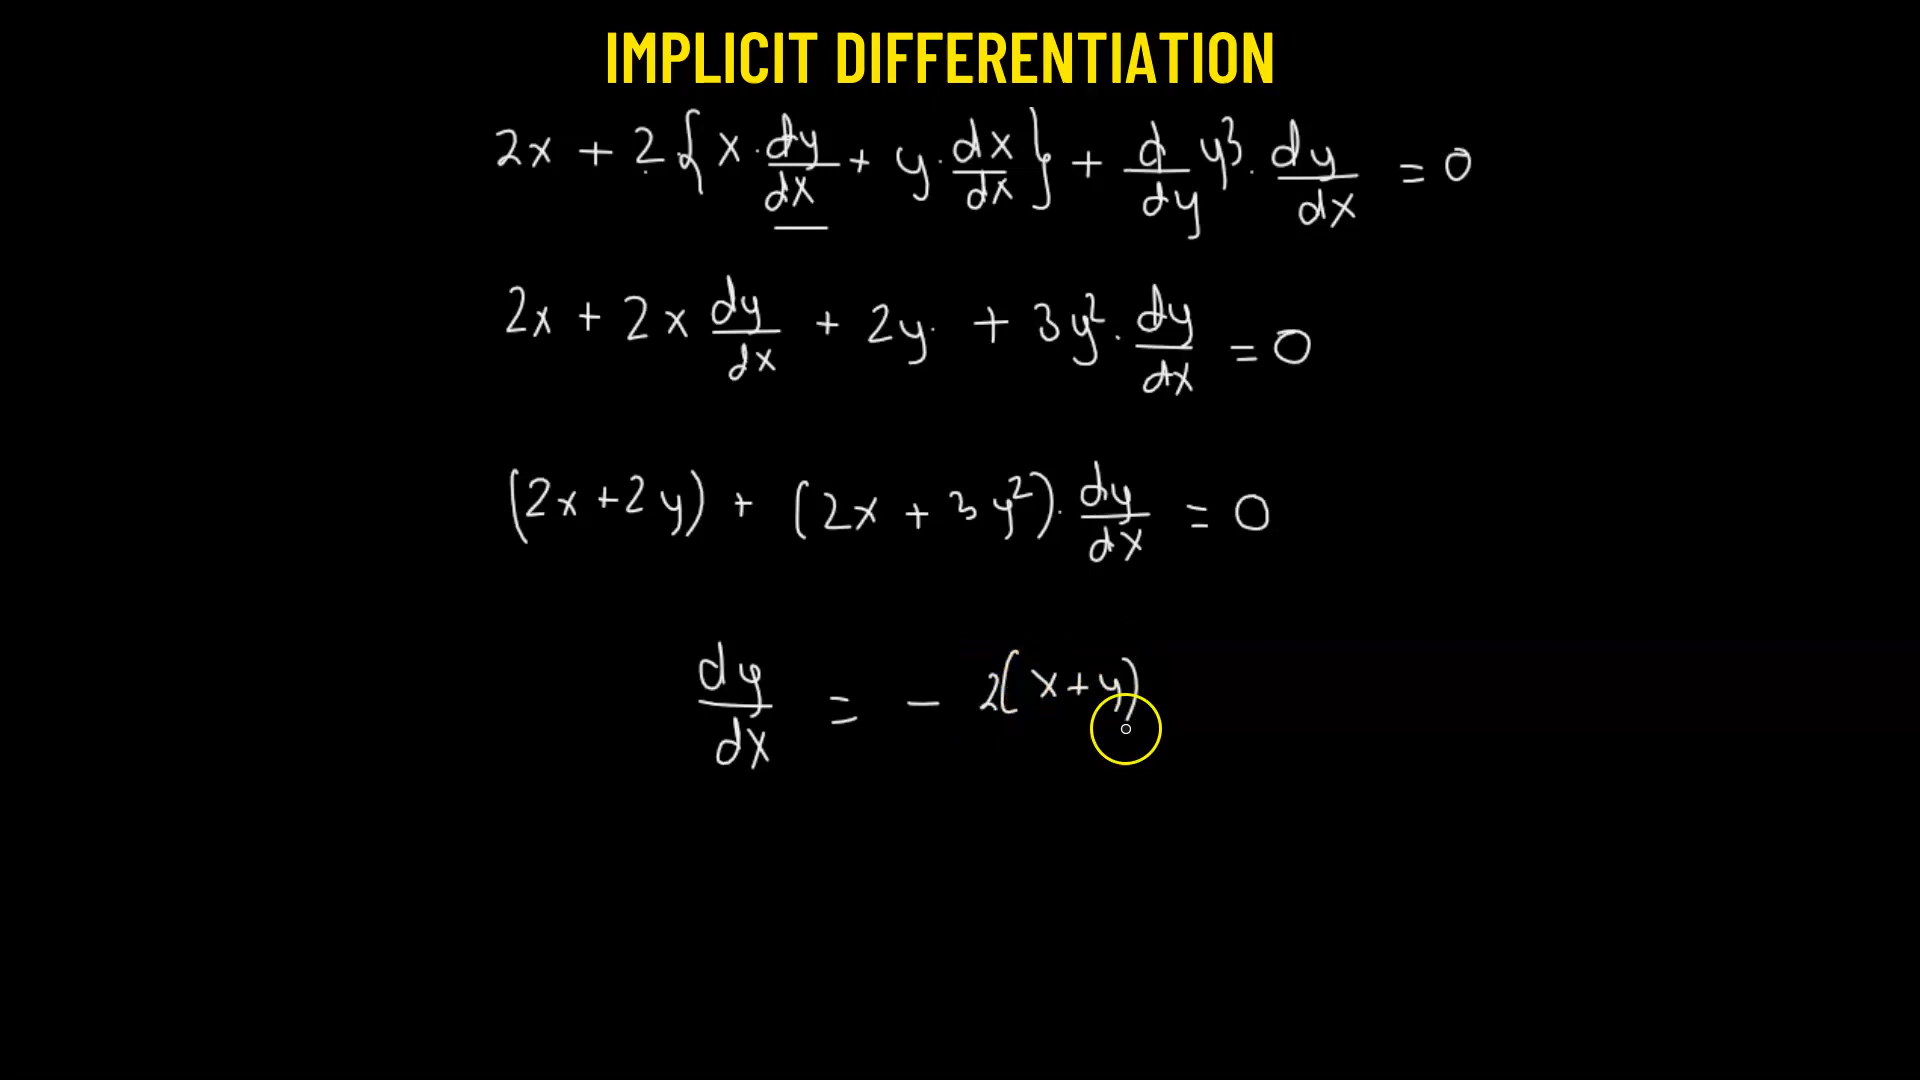 IMPLICIT DIFFERENTIATION
2x + 2.{x. dy/dx + y. dx/dx} + d/dy y³. dy/dx = 0
2x + 2x dy/dx + 2y. + 3y². dy/dx = 0
(2x+2y) + (2x + 3y²). dy/dx = 0
dy/dx = - 2(x+y)